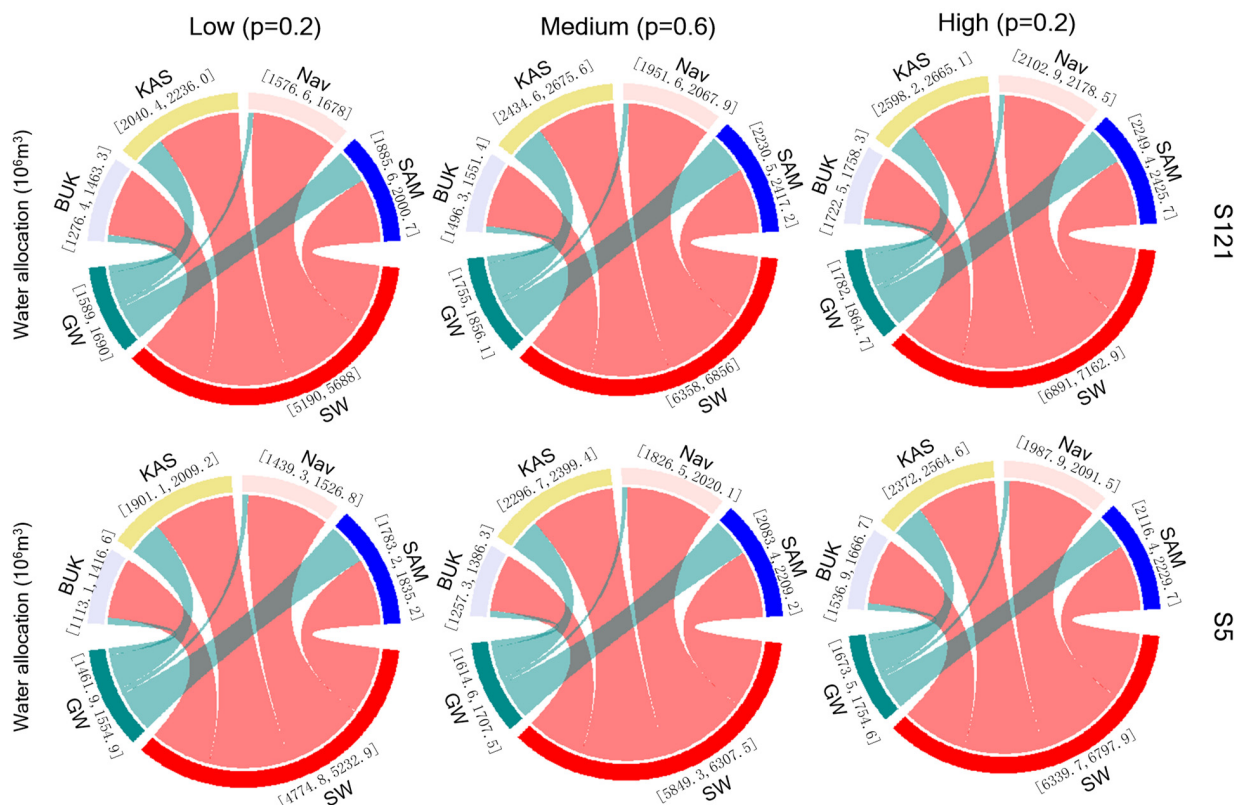 Low (p=0.2)
Medium (p=0.6)
High (p=0.2)
Water allocation (10⁶m³)
KAS
[2040.4, 2236.0]
Nav
[1576.6, 1678]
BUK
[1276.4, 1463.3]
SAM
[1885.6, 2000.7]
GW
[1589, 1690]
SW
[5190, 5688]
KAS
[2434.6, 2675.6]
Nav
[1951.6, 2067.9]
BUK
[1496.3, 1551.4]
SAM
[2230.5, 2417.2]
GW
[1755, 1856.1]
SW
[6358, 6856]
KAS
[2598.2, 2665.1]
Nav
[2102.9, 2178.5]
BUK
[1722.5, 1758.3]
SAM
[2249.4, 2425.7]
GW
[1782, 1864.7]
SW
[6891, 7162.9]
S121
Water allocation (10⁶m³)
KAS
[1901.1, 2009.2]
Nav
[1439.3, 1526.8]
BUK
[1113.1, 1416.6]
SAM
[1783.2, 1835.2]
GW
[1461.9, 1554.9]
SW
[4774.8, 5232.9]
KAS
[2296.7, 2399.4]
Nav
[1826.5, 2020.1]
BUK
[1257.3, 1386.3]
SAM
[2083.4, 2209.2]
GW
[1614.6, 1707.5]
SW
[5849.3, 6307.5]
KAS
[2372, 2564.6]
Nav
[1987.9, 2091.5]
BUK
[1536.9, 1666.7]
SAM
[2116.4, 2229.7]
GW
[1673.5, 1754.6]
SW
[6339.7, 6797.9]
S5